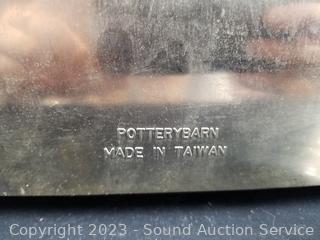 POTTERYBARN
MADE IN TAIWAN
Copyright 2023 - Sound Auction Service